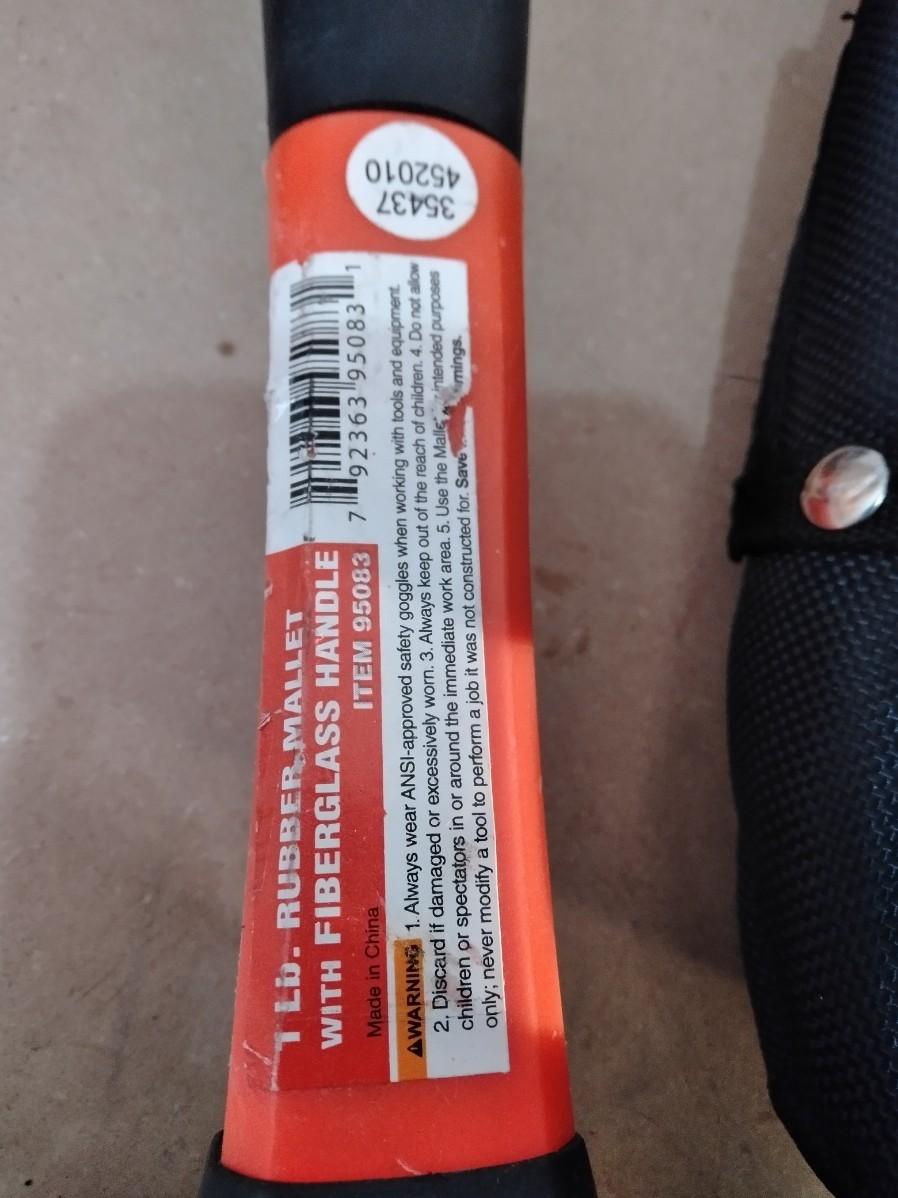 35437
452010
1 Lb. RUBBER MALLET
WITH FIBERGLASS HANDLE
ITEM 95083
Made in China
7 92363 95083 1
WARNING 1. Always wear ANSI-approved safety goggles when working with tools and equipment.
2. Discard if damaged or excessively worn. 3. Always keep out of the reach of children. 4. Do not allow
children or spectators in or around the immediate work area. 5. Use the intended purposes
only; never modify a tool to perform a job it was not constructed for. Save